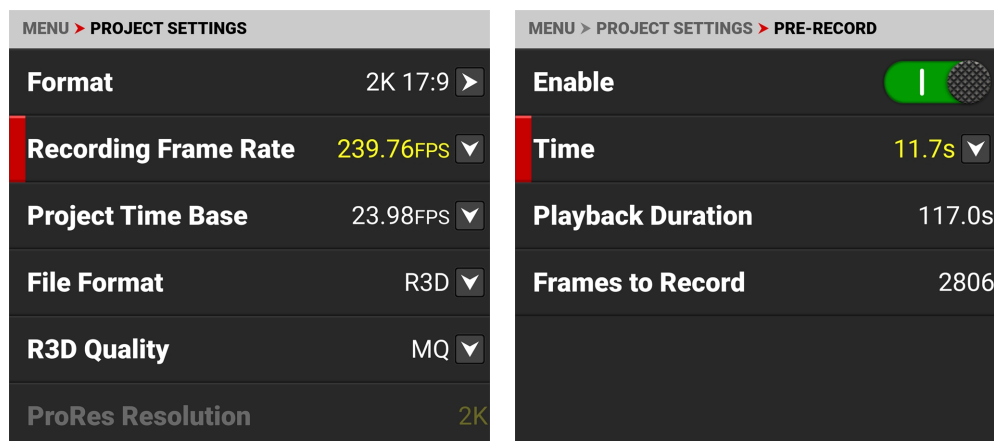 MENU > PROJECT SETTINGS
Format 2K 17:9
Recording Frame Rate 239.76FPS
Project Time Base 23.98FPS
File Format R3D
R3D Quality MQ
ProRes Resolution 2K
MENU > PROJECT SETTINGS > PRE-RECORD
Enable
Time 11.7s
Playback Duration 117.0s
Frames to Record 2806